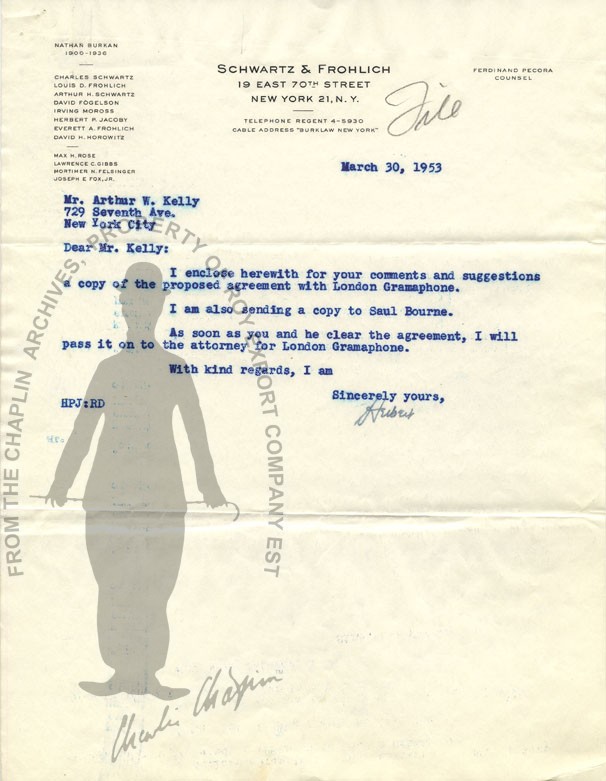 NATHAN BURKAN
1900-1936
CHARLES SCHWARTZ
LOUIS D. FROHLICH
ARTHUR H. SCHWARTZ
DAVID FOGELSON
IRVING MOROSS
HERBERT P. JACOBY
EVERETT A. FROHLICH
DAVID H. HOROWITZ
MAX H. ROSE
LAWRENCE C. GIBBS
MORTIMER N. FELSINGER
JOSEPH E. FOX, JR.
SCHWARTZ & FROHLICH
19 EAST 70TH STREET
NEW YORK 21, N. Y.
TELEPHONE REGENT 4-5930
CABLE ADDRESS "BURKLAW NEW YORK"
FERDINAND PECORA
COUNSEL
File
March 30, 1953
Mr. Arthur W. Kelly
729 Seventh Ave.
New York City
Dear Mr. Kelly:
I enclose herewith for your comments and suggestions
a copy of the proposed agreement with London Gramaphone.
I am also sending a copy to Saul Bourne.
As soon as you and he clear the agreement, I will
pass it on to the attorney for London Gramaphone.
With kind regards, I am
Sincerely yours,
HPJ:RD
FROM THE CHAPLIN ARCHIVES, PROPERTY OF ROY EXPORT COMPANY EST
Charlie Chaplin